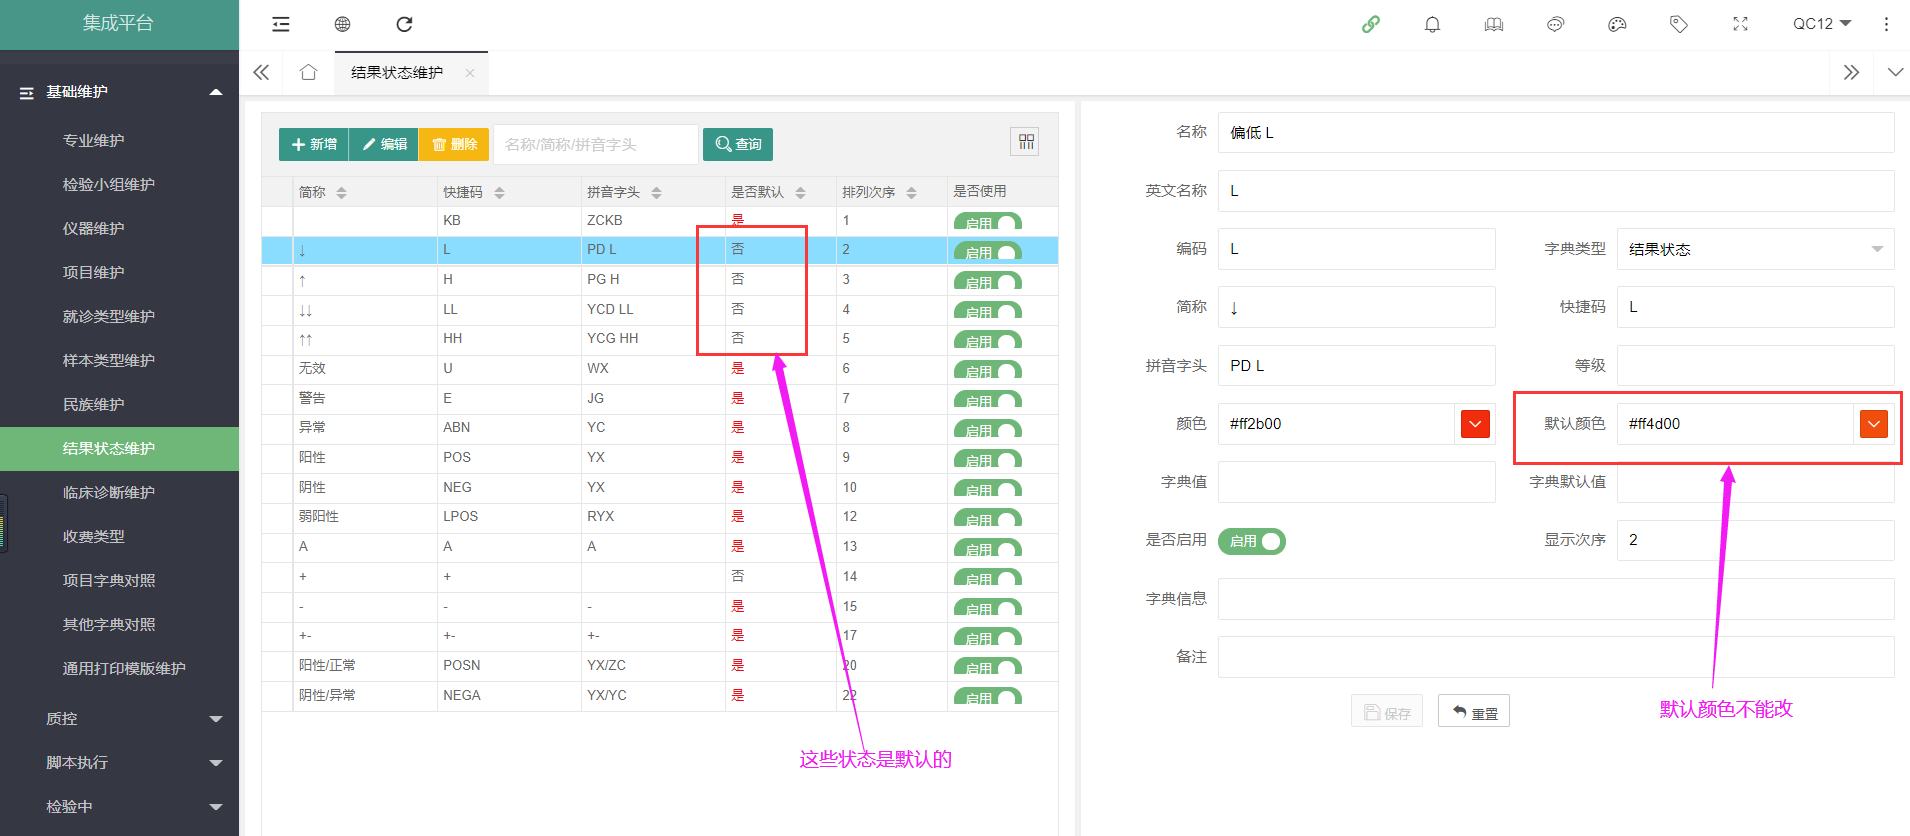 集成平台
QC12
结果状态维护
基础维护
专业维护
检验小组维护
仪器维护
项目维护
就诊类型维护
样本类型维护
民族维护
结果状态维护
临床诊断维护
收费类型
项目字典对照
其他字典对照
通用打印模版维护
质控
脚本执行
检验中
新增 编辑 删除 名称/简称/拼音字头 查询
简称 快捷码 拼音字头 是否默认 排列次序 是否使用
KB ZCKB 是 1 启用
↓ L PD L 否 2 启用
↑ H PG H 否 3 启用
↓↓ LL YCD LL 否 4 启用
↑↑ HH YCG HH 否 5 启用
无效 U WX 是 6 启用
警告 E JG 是 7 启用
异常 ABN YC 是 8 启用
阳性 POS YX 是 9 启用
阴性 NEG YX 是 10 启用
弱阳性 LPOS RYX 是 12 启用
A A A 是 13 启用
+ + 否 14 启用
- - - 是 15 启用
+- +- +- 是 17 启用
阳性/正常 POSN YX/ZC 是 20 启用
阴性/异常 NEGA YX/YC 是 22 启用
这些状态是默认的
名称 偏低 L
英文名称 L
编码 L 字典类型 结果状态
简称 ↓ 快捷码 L
拼音字头 PD L 等级
颜色 #ff2b00 默认颜色 #ff4d00
字典值 字典默认值
是否启用 启用 显示次序 2
字典信息
备注
保存 重置
默认颜色不能改